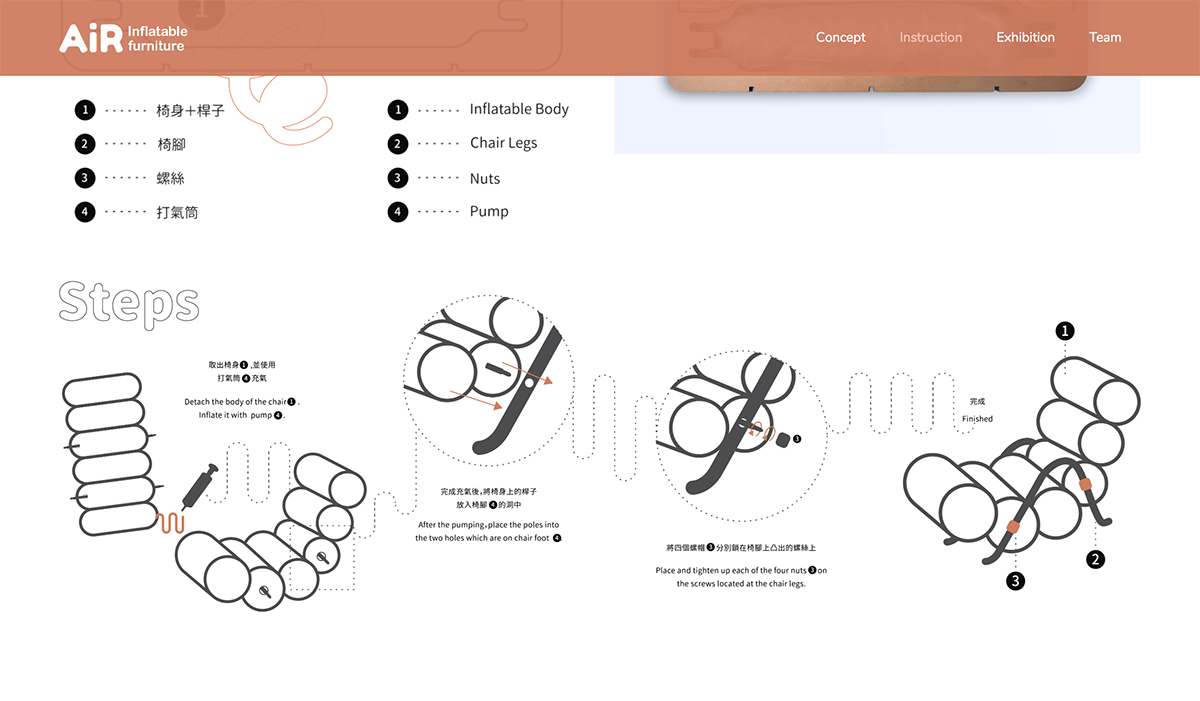 AiR Inflatable
furniture
Concept Instruction Exhibition Team
1
1 ...... 椅身+桿子
2 ...... 椅腳
3 ...... 螺絲
4 ...... 打氣筒
1 ...... Inflatable Body
2 ...... Chair Legs
3 ...... Nuts
4 ...... Pump
Steps
取出椅身1,並使用
打氣筒4充氣
Detach the body of the chair1.
Inflate it with pump4.
完成充氣後,將椅身上的桿子
放入椅腳4的洞中
After the pumping,place the poles into
the two holes which are on chair foot 4.
3
將四個螺帽3分別鎖在椅腳上凸出的螺絲上
Place and tighten up each of the four nuts3on
the screws located at the chair legs.
完成
Finished
1
2
3